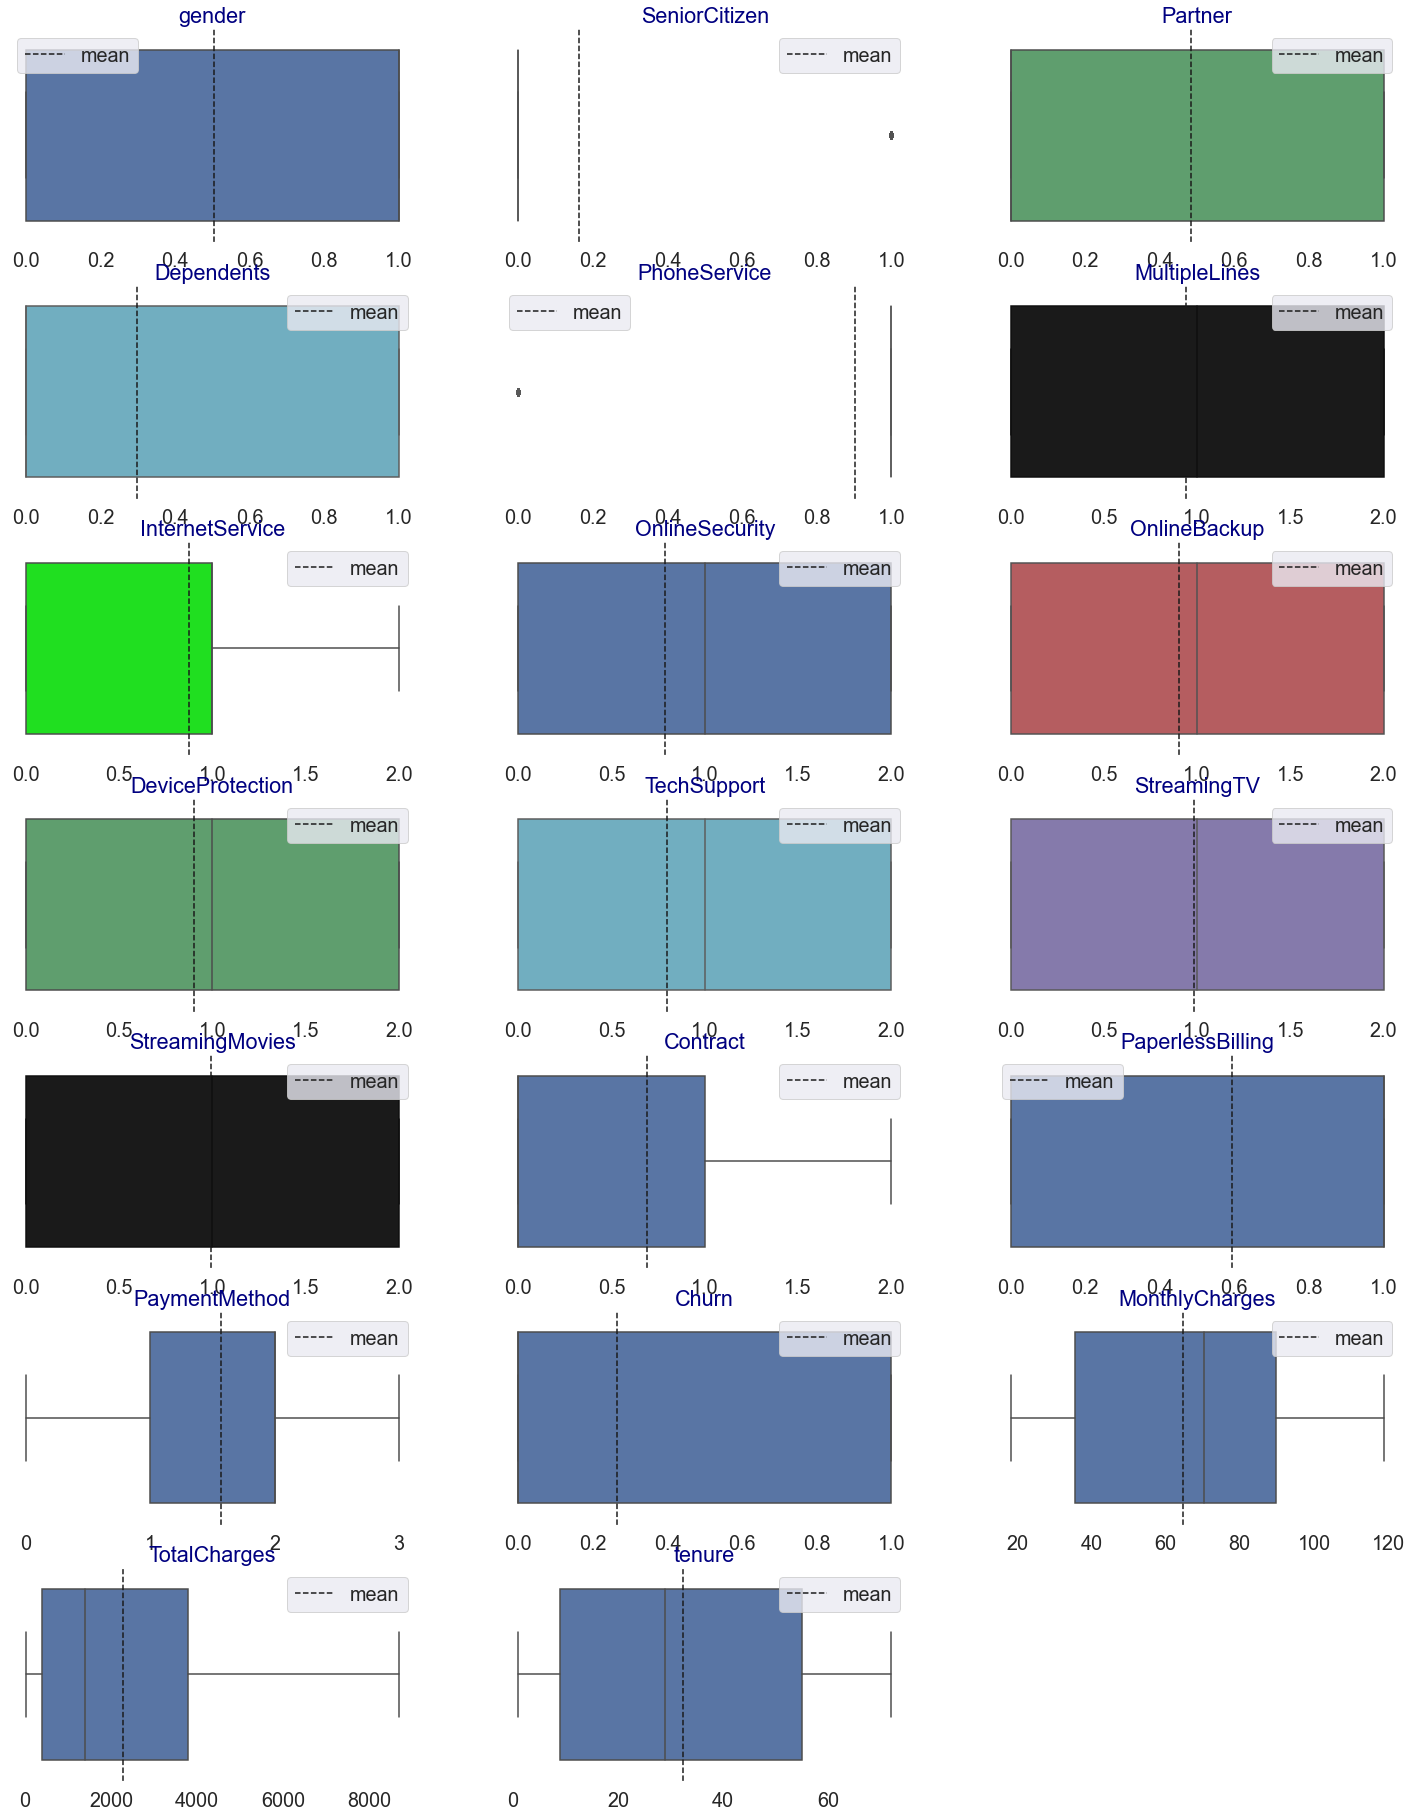 gender SeniorCitizen Partner
mean mean mean
0.0 0.2 0.4 0.6 0.8 1.0 0.0 0.2 0.4 0.6 0.8 1.0 0.0 0.2 0.4 0.6 0.8 1.0
Dependents PhoneService MultipleLines
mean mean mean
0.0 0.2 0.4 0.6 0.8 1.0 0.0 0.2 0.4 0.6 0.8 1.0 0.0 0.5 1.0 1.5 2.0
InternetService OnlineSecurity OnlineBackup
mean mean mean
0.0 0.5 1.0 1.5 2.0 0.0 0.5 1.0 1.5 2.0 0.0 0.5 1.0 1.5 2.0
DeviceProtection TechSupport StreamingTV
mean mean mean
0.0 0.5 1.0 1.5 2.0 0.0 0.5 1.0 1.5 2.0 0.0 0.5 1.0 1.5 2.0
StreamingMovies Contract PaperlessBilling
mean mean mean
0.0 0.5 1.0 1.5 2.0 0.0 0.5 1.0 1.5 2.0 0.0 0.2 0.4 0.6 0.8 1.0
PaymentMethod Churn MonthlyCharges
mean mean mean
0 1 2 3 0.0 0.2 0.4 0.6 0.8 1.0 20 40 60 80 100 120
TotalCharges tenure
mean mean
0 2000 4000 6000 8000 0 20 40 60